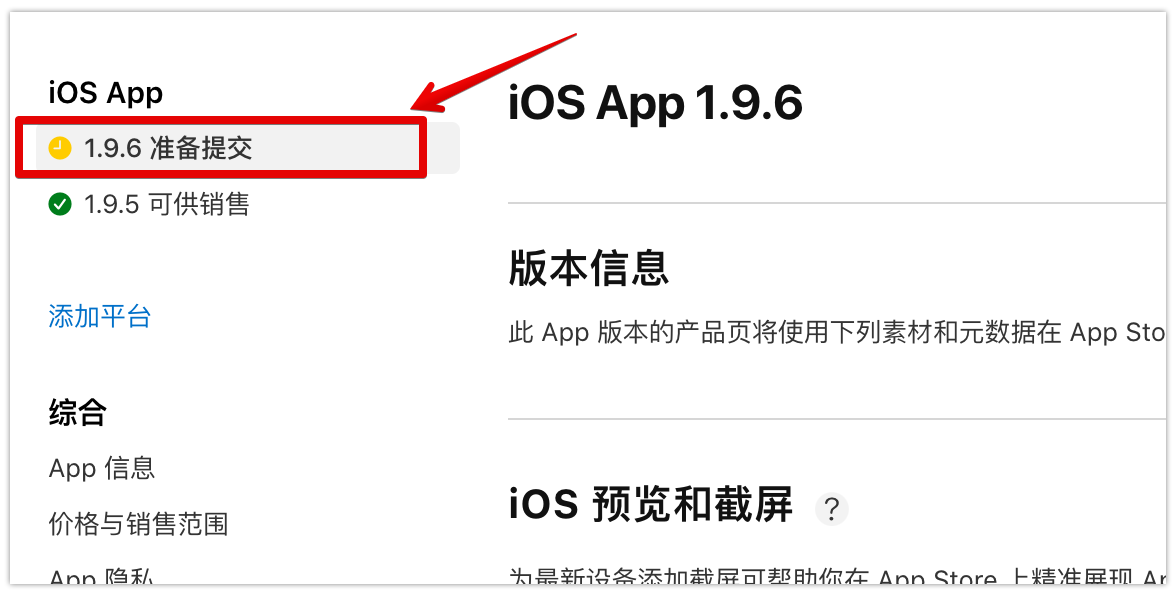 iOS App
1.9.6 准备提交
1.9.5 可供销售
添加平台
综合
App 信息
价格与销售范围
App 隐私
iOS App 1.9.6
版本信息
此 App 版本的产品页将使用下列素材和元数据在 App Sto
iOS 预览和截屏 ?
为最新设备添加截屏可帮助你在 App Store 上精准展现 Ap